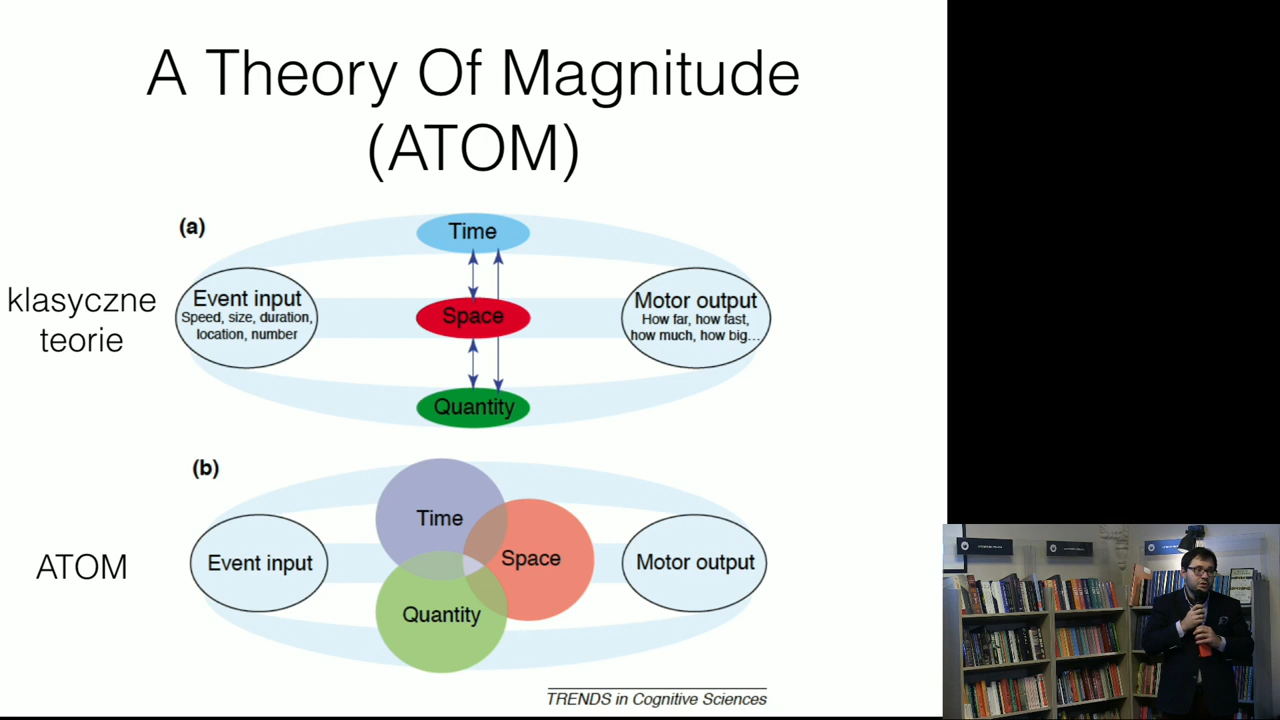 A Theory Of Magnitude
(ATOM)
(a)
Time
klasyczne
teorie
Event input
Speed, size, duration,
location, number
Space
Motor output
How far, how fast,
how much, how big...
Quantity
(b)
ATOM
Event input
Time
Space
Quantity
Motor output
TRENDS in Cognitive Sciences